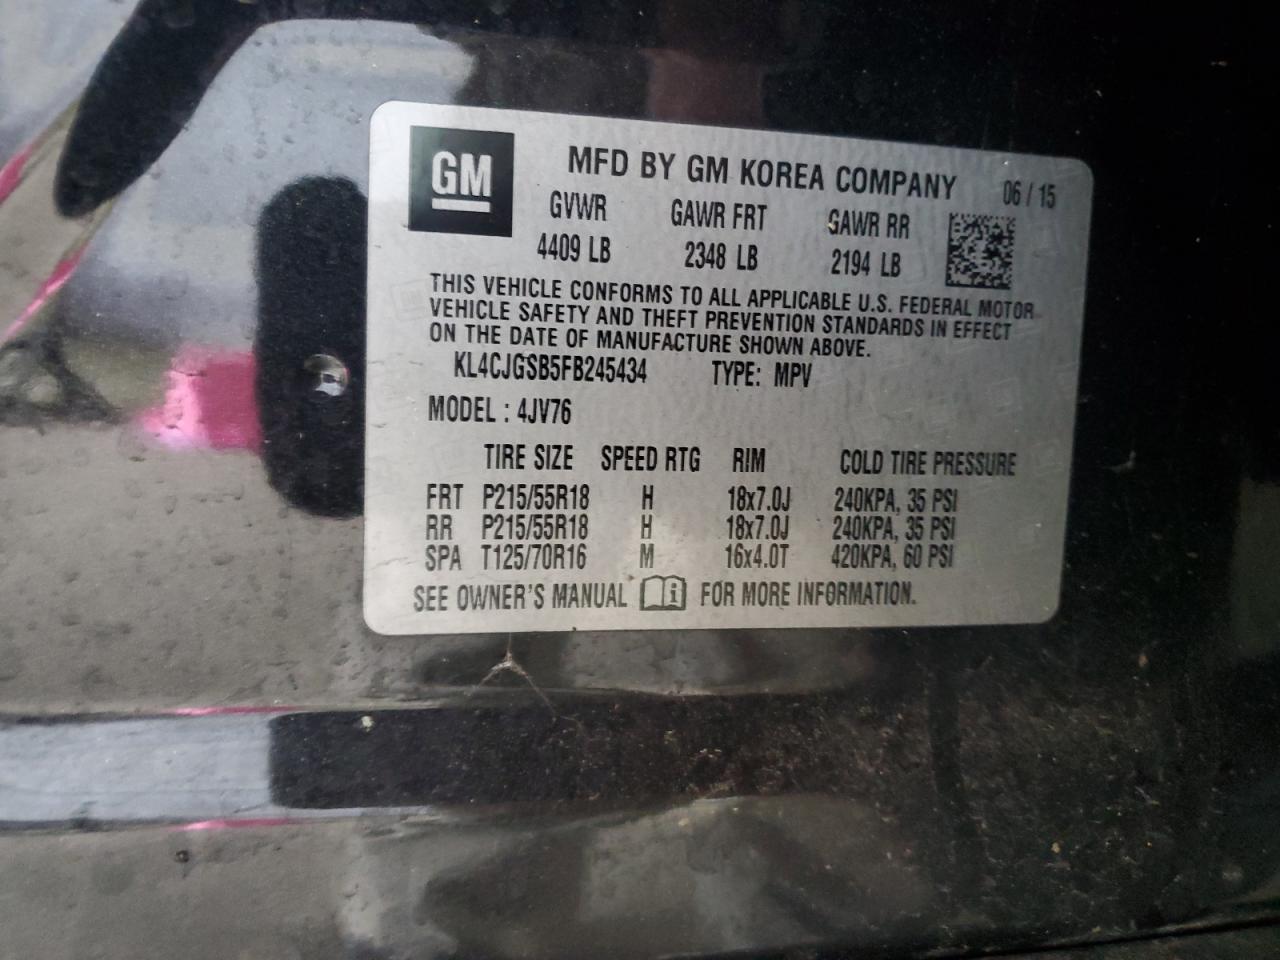 GM
MFD BY GM KOREA COMPANY 06 / 15
GVWR GAWR FRT GAWR RR
4409 LB 2348 LB 2194 LB
THIS VEHICLE CONFORMS TO ALL APPLICABLE U.S. FEDERAL MOTOR
VEHICLE SAFETY AND THEFT PREVENTION STANDARDS IN EFFECT
ON THE DATE OF MANUFACTURE SHOWN ABOVE.
KL4CJGSB5FB245434 TYPE: MPV
MODEL : 4JV76
TIRE SIZE SPEED RTG RIM COLD TIRE PRESSURE
FRT P215/55R18 H 18x7.0J 240KPA, 35 PSI
RR P215/55R18 H 18x7.0J 240KPA, 35 PSI
SPA T125/70R16 M 16x4.0T 420KPA, 60 PSI
SEE OWNER'S MANUAL i FOR MORE INFORMATION.